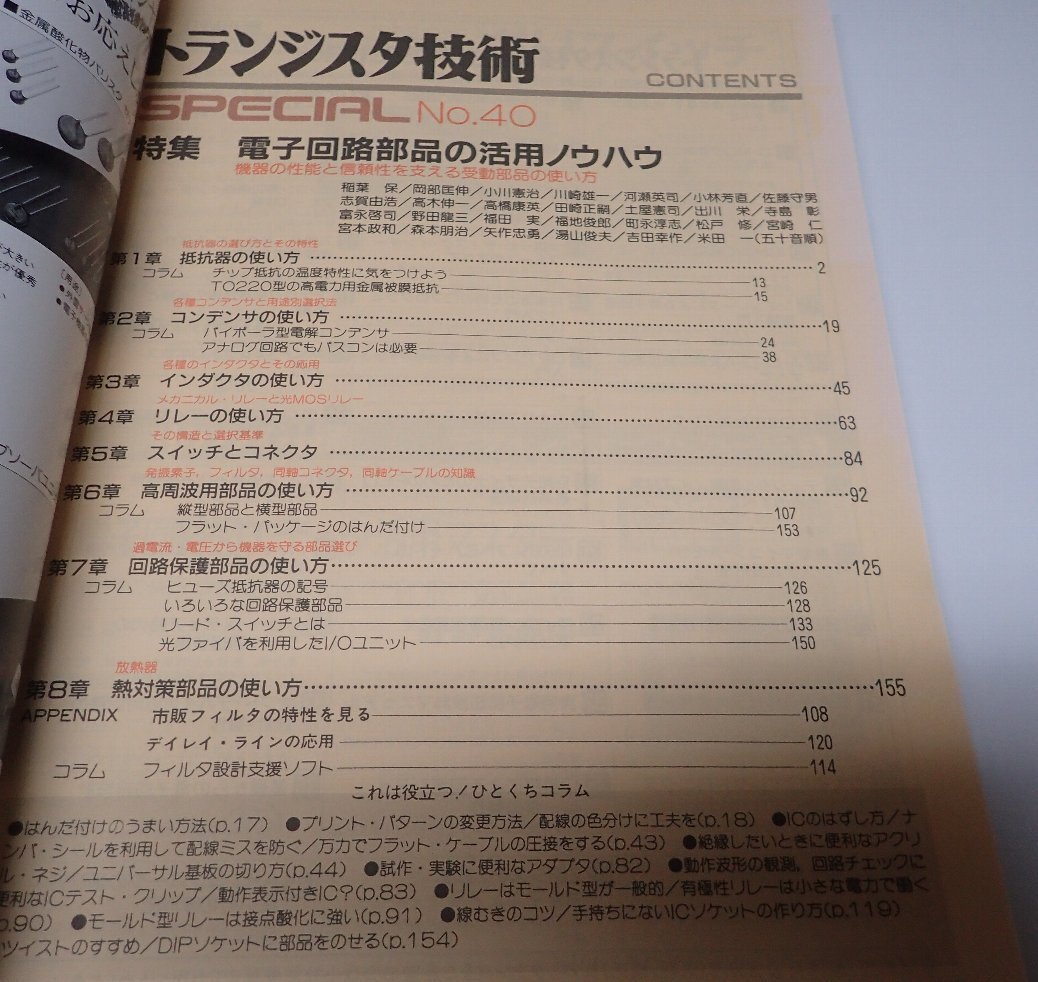 お応えし
■金属酸化物バリスタ
トランジスタ技術
CONTENTS
SPECIAL No.40
特集 電子回路部品の活用ノウハウ
機器の性能と信頼性を支える受動部品の使い方
稲葉 保／岡部匡伸／小川憲治／川崎雄一／河瀬英司／小林芳直／佐藤守男
志賀由浩／高木伸一／高橋康英／田崎正嗣／土屋憲司／出川 栄／寺島 彰
富永啓司／野田龍三／福田 実／福地俊郎／町永淳志／松戸 修／宮崎 仁
宮本政和／森本朋治／矢作忠勇／湯山俊夫／吉田幸作／米田 一(五十音順)
抵抗器の選び方とその特性
第1章 抵抗器の使い方 2
コラム チップ抵抗の温度特性に気をつけよう 13
TO220型の高電力用金属被膜抵抗 15
各種コンデンサと用途別選択法
第2章 コンデンサの使い方 19
コラム バイポーラ型電解コンデンサ 24
アナログ回路でもパスコンは必要 38
各種のインダクタとその応用
第3章 インダクタの使い方 45
メカニカル・リレーと光MOSリレー
第4章 リレーの使い方 63
その構造と選択基準
第5章 スイッチとコネクタ 84
発振素子，フィルタ，同軸コネクタ，同軸ケーブルの知識
第6章 高周波用部品の使い方 92
コラム 縦型部品と横型部品 107
フラット・パッケージのはんだ付け 153
過電流・電圧から機器を守る部品選び
第7章 回路保護部品の使い方 125
コラム ヒューズ抵抗器の記号 126
いろいろな回路保護部品 128
リード・スイッチとは 133
光ファイバを利用したI/Oユニット 150
放熱器
第8章 熱対策部品の使い方 155
APPENDIX 市販フィルタの特性を見る 108
デイレイ・ラインの応用 120
コラム フィルタ設計支援ソフト 114
これは役立つ！ひとくちコラム
●はんだ付けのうまい方法(p.17) ●プリント・パターンの変更方法／配線の色分けに工夫を(p.18) ●ICのはずし方／ナ
ンバ・シールを利用して配線ミスを防ぐ／万力でフラット・ケーブルの圧接をする(p.43) ●絶縁したいときに便利なアクリ
ル・ネジ／ユニバーサル基板の切り方(p.44) ●試作・実験に便利なアダプタ(p.82) ●動作波形の観測，回路チェックに
便利なICテスト・クリップ／動作表示付きIC?(p.83) ●リレーはモールド型が一般的／有極性リレーは小さな電力で働く
p.90) ●モールド型リレーは接点酸化に強い(p.91) ●線むきのコツ／手持ちにないICソケットの作り方(p.119)
ツイストのすすめ／DIPソケットに部品をのせる(p.154)